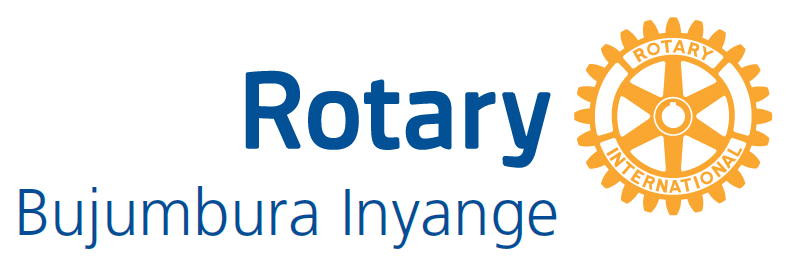 Rotary
ROTARY
INTERNATIONAL
Bujumbura Inyange